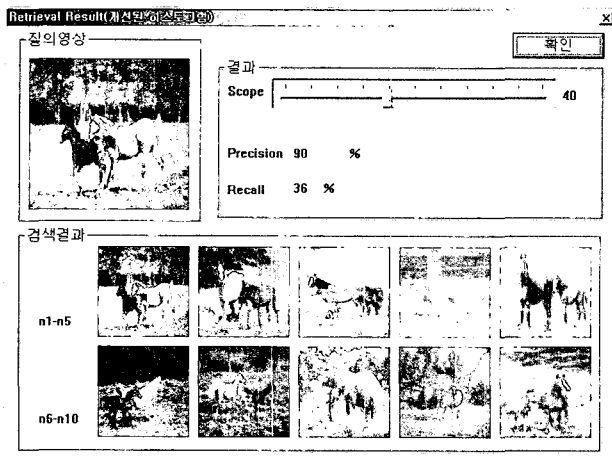 Retrieval Result(개선된 히스토그램)
x
질의영상
확인
결과
Scope
40
Precision 90 %
Recall 36 %
검색결과
n1-n5
n6-n10